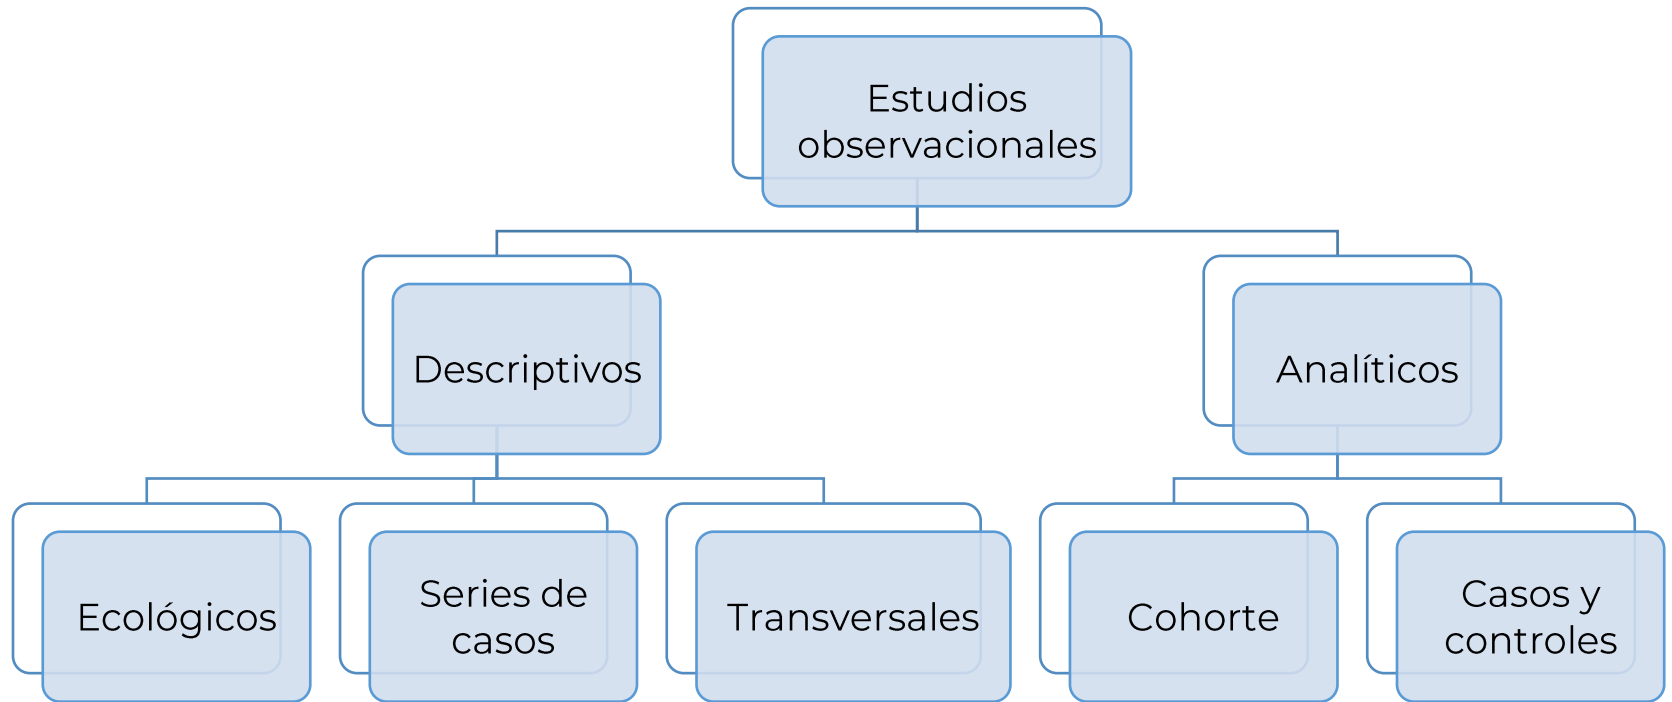 Estudios
observacionales
Descriptivos
Analíticos
Ecológicos
Series de
casos
Transversales
Cohorte
Casos y
controles